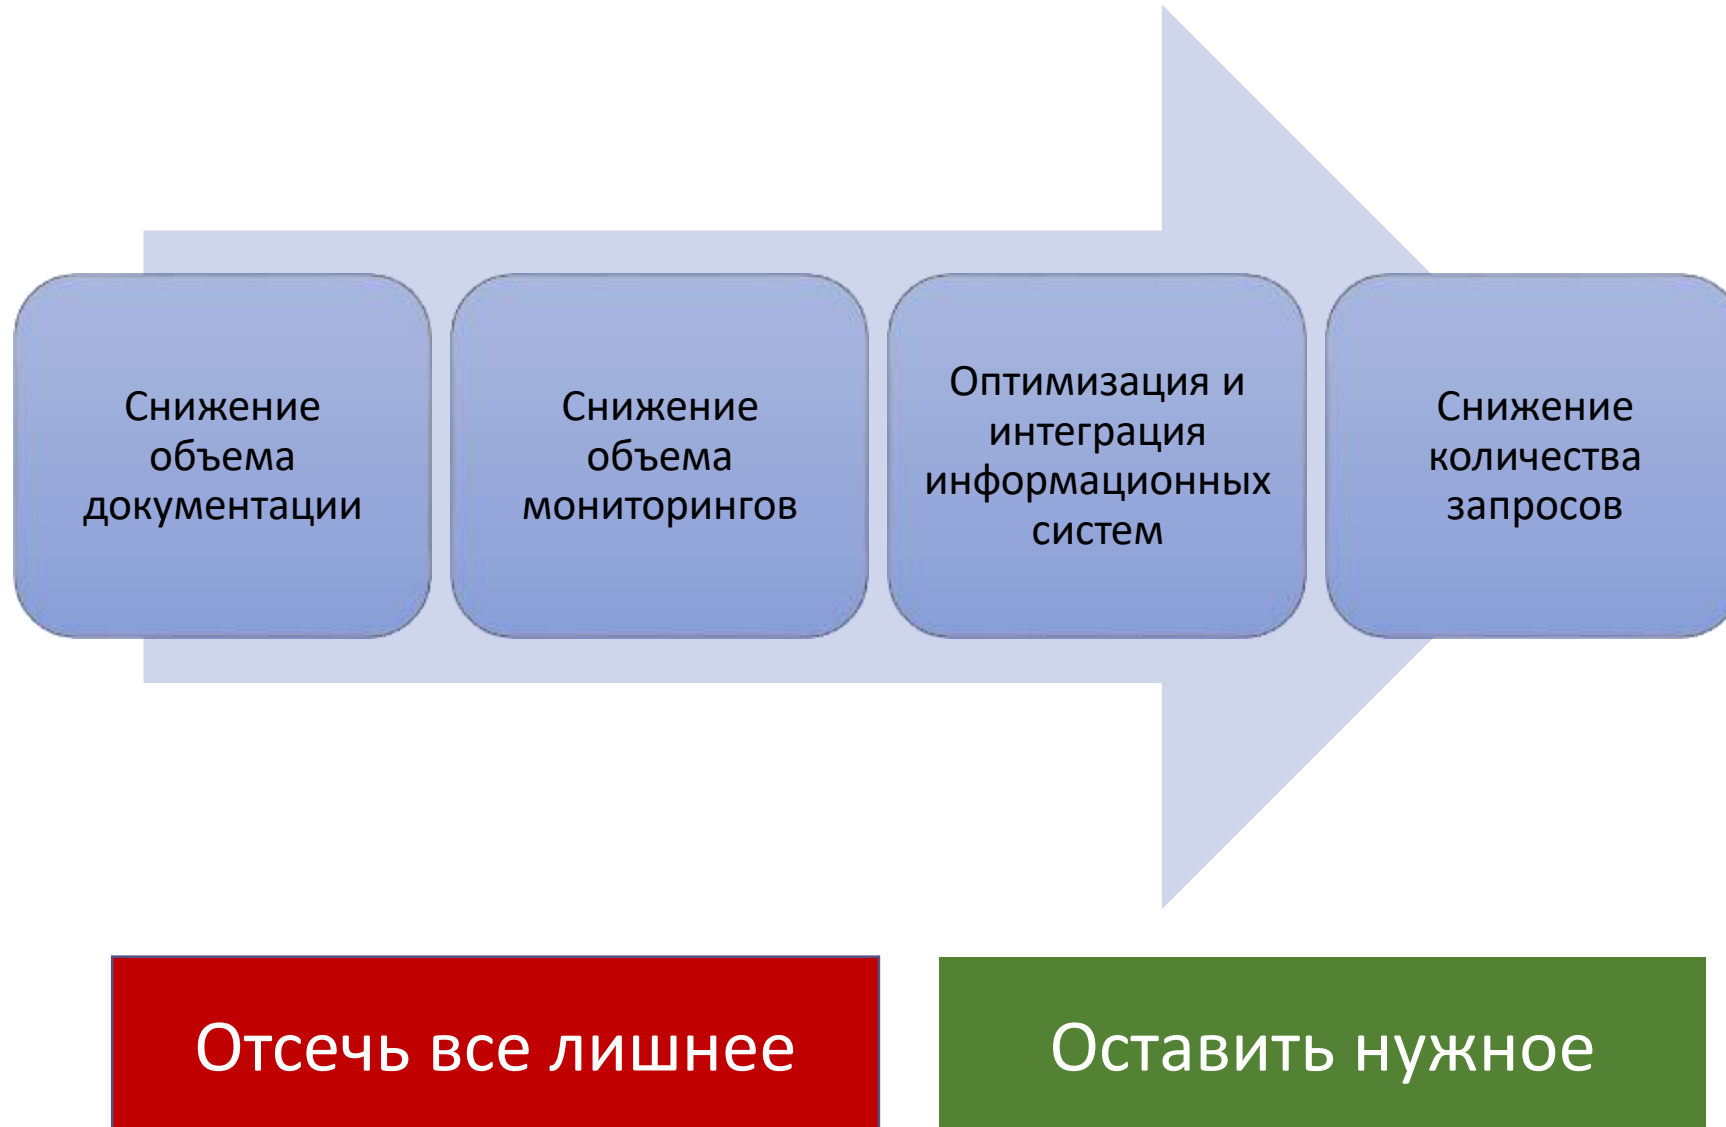 Снижение
объема
документации
Снижение
объема
мониторингов
Оптимизация и
интеграция
информационных
систем
Снижение
количества
запросов
Отсечь все лишнее
Оставить нужное